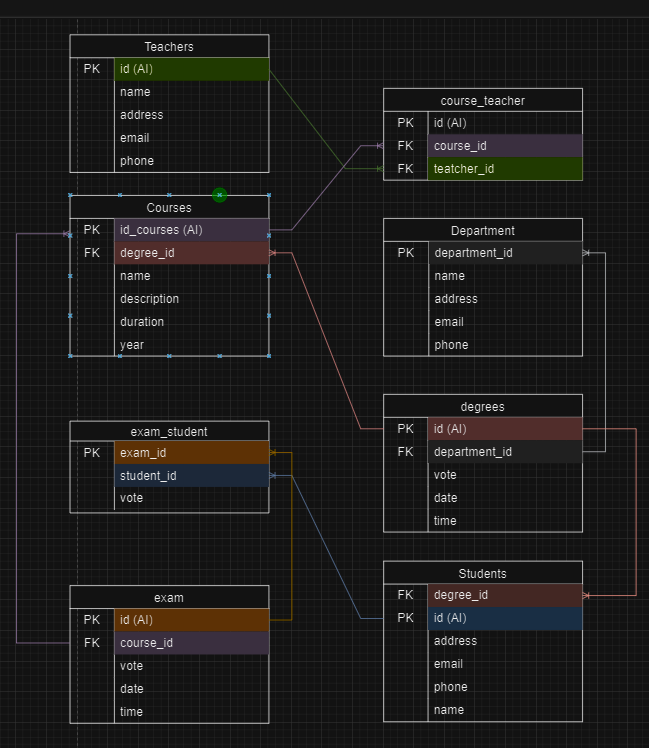 Teachers
PK id (AI)
name
address
email
phone
course_teacher
PK id (AI)
FK course_id
FK teatcher_id
Courses
PK id_courses (AI)
FK degree_id
name
description
duration
year
Department
PK department_id
name
address
email
phone
exam_student
PK exam_id
student_id
vote
degrees
PK id (AI)
FK department_id
vote
date
time
exam
PK id (AI)
FK course_id
vote
date
time
Students
FK degree_id
PK id (AI)
address
email
phone
name